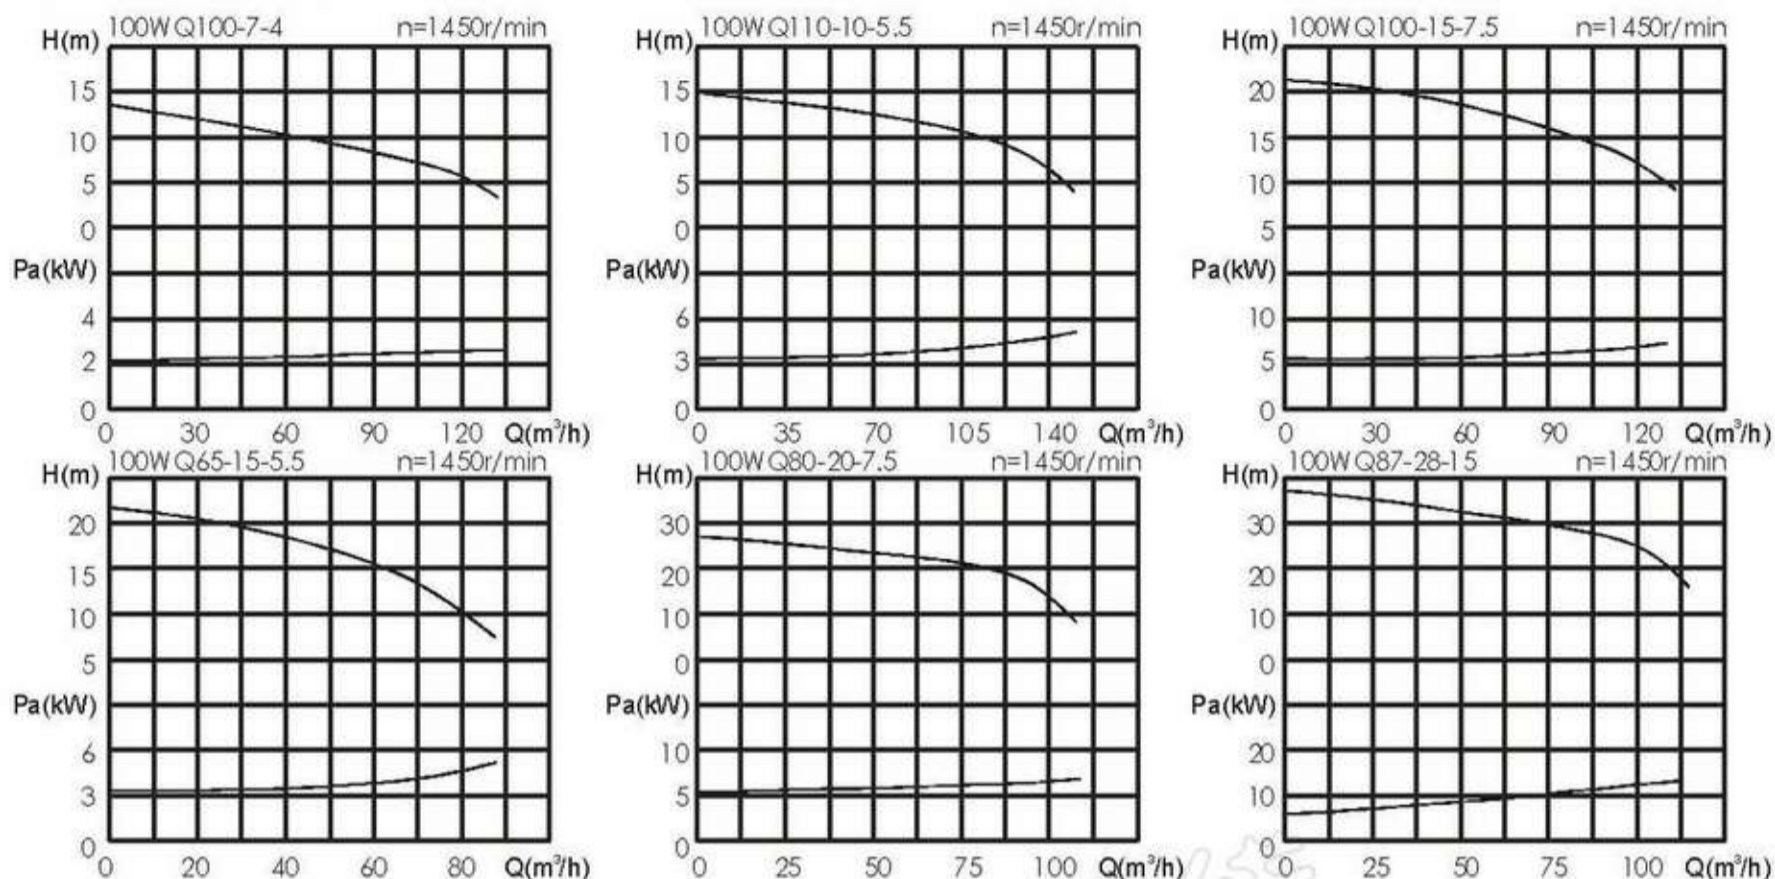 100WQ100-7-4 n=1450r/min
H(m)
15
10
5
0
Pa(kW)
4
2
0
0 30 60 90 120 Q(m³/h)
100WQ110-10-5.5 n=1450r/min
H(m)
15
10
5
0
Pa(kW)
6
3
0
0 35 70 105 140 Q(m³/h)
100WQ100-15-7.5 n=1450r/min
H(m)
20
15
10
5
Pa(kW)
10
5
0
0 30 60 90 120 Q(m³/h)
100WQ65-15-5.5 n=1450r/min
H(m)
20
15
10
5
Pa(kW)
6
3
0
0 20 40 60 80 Q(m³/h)
100WQ80-20-7.5 n=1450r/min
H(m)
30
20
10
0
Pa(kW)
10
5
0
0 25 50 75 100 Q(m³/h)
100WQ87-28-15 n=1450r/min
H(m)
30
20
10
0
Pa(kW)
20
10
0
0 25 50 75 100 Q(m³/h)